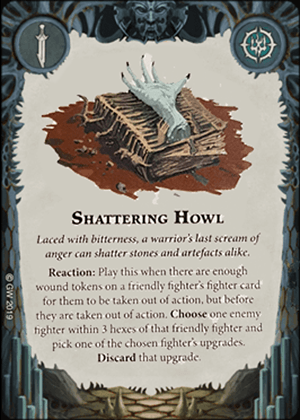 SHATTERING HOWL
Laced with bitterness, a warrior's last scream of
anger can shatter stones and artefacts alike.
Reaction: Play this when there are enough
wound tokens on a friendly fighter's fighter card
for them to be taken out of action, but before
they are taken out of action. Choose one enemy
fighter within 3 hexes of that friendly fighter and
pick one of the chosen fighter's upgrades.
Discard that upgrade.
© GW 2019